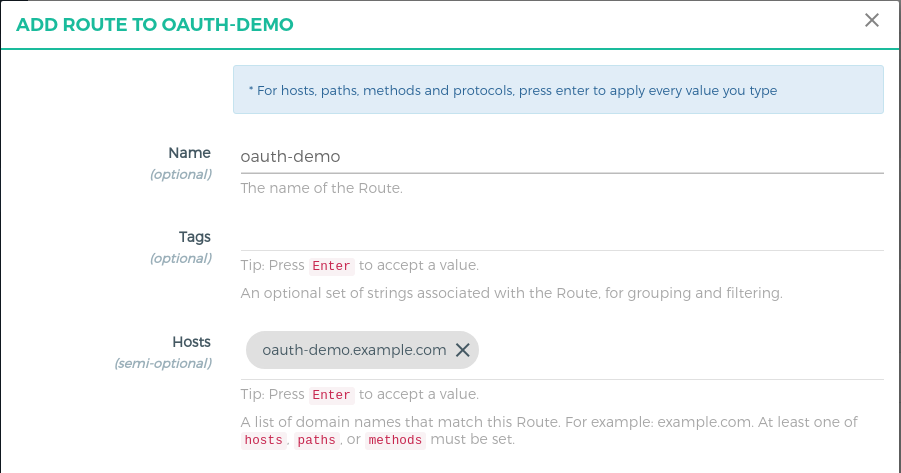 ADD ROUTE TO OAUTH-DEMO
* For hosts, paths, methods and protocols, press enter to apply every value you type
Name
(optional)
oauth-demo
The name of the Route.
Tags
(optional)
Tip: Press Enter to accept a value.
An optional set of strings associated with the Route, for grouping and filtering.
Hosts
(semi-optional)
oauth-demo.example.com
Tip: Press Enter to accept a value.
A list of domain names that match this Route. For example: example.com. At least one of
hosts, paths, or methods must be set.